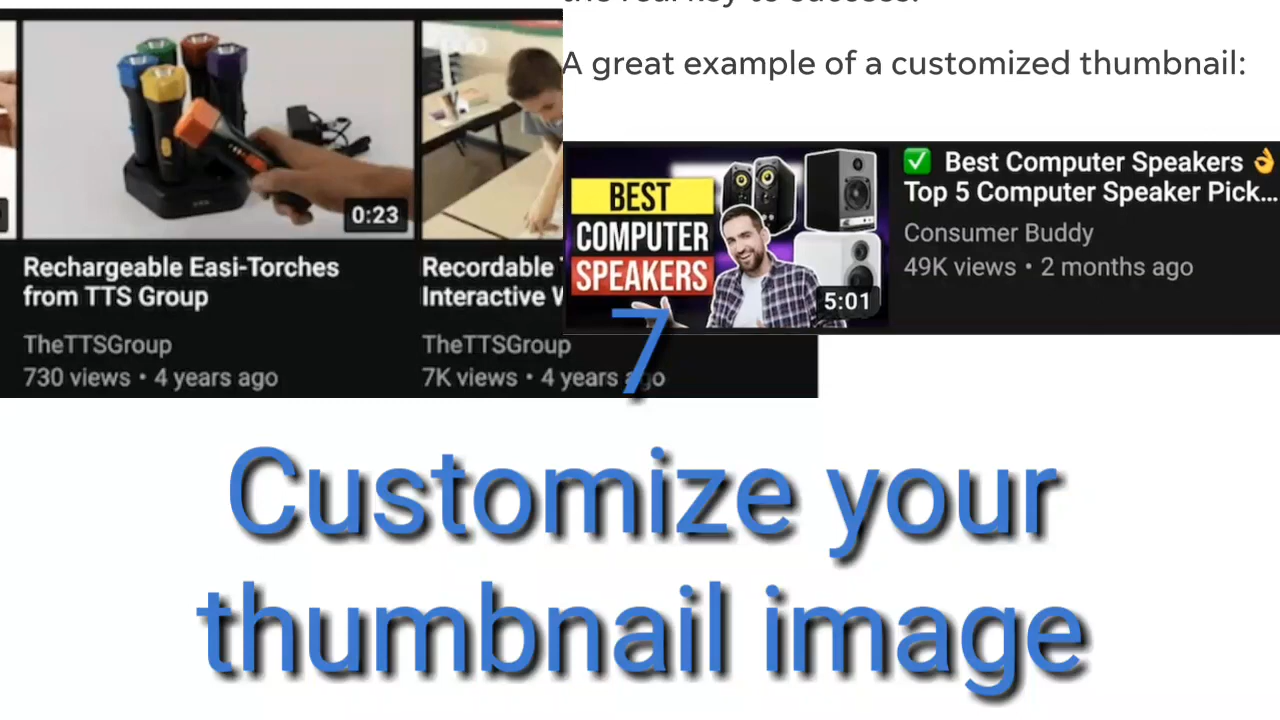 A great example of a customized thumbnail:
0:23
Rechargeable Easi-Torches
from TTS Group
TheTTSGroup
730 views • 4 years ago
Recordable
Interactive
TheTTSGroup
7K views • 4 years ago
BEST
COMPUTER
SPEAKERS
5:01
✅ Best Computer Speakers 👌
Top 5 Computer Speaker Pick...
Consumer Buddy
49K views • 2 months ago
7
Customize your
thumbnail image